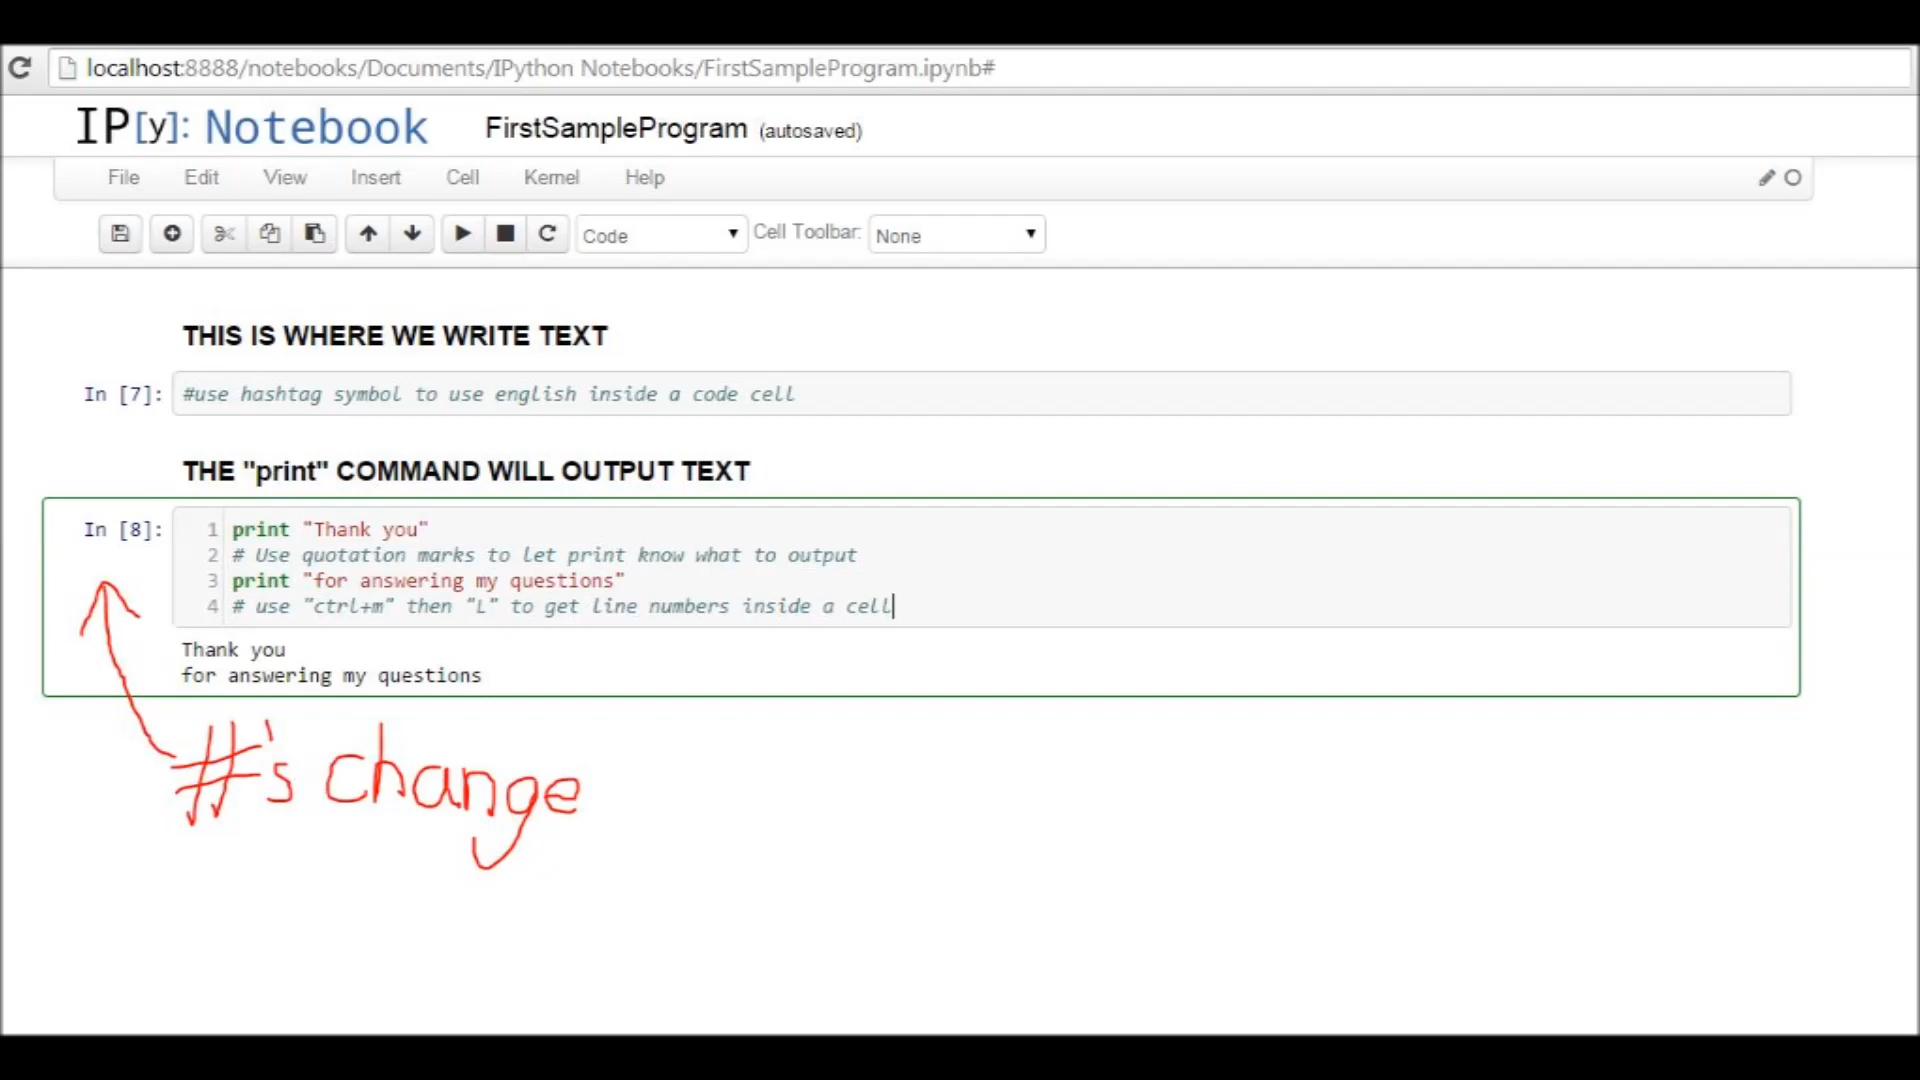 localhost:8888/notebooks/Documents/IPython Notebooks/FirstSampleProgram.ipynb#
IP[y]: Notebook FirstSampleProgram (autosaved)
File Edit View Insert Cell Kernel Help
Code Cell Toolbar: None
THIS IS WHERE WE WRITE TEXT
In [7]: #use hashtag symbol to use english inside a code cell
THE "print" COMMAND WILL OUTPUT TEXT
In [8]: 1 print "Thank you"
2 # Use quotation marks to let print know what to output
3 print "for answering my questions"
4 # use "ctrl+m" then "L" to get line numbers inside a cell
Thank you
for answering my questions
#'s change